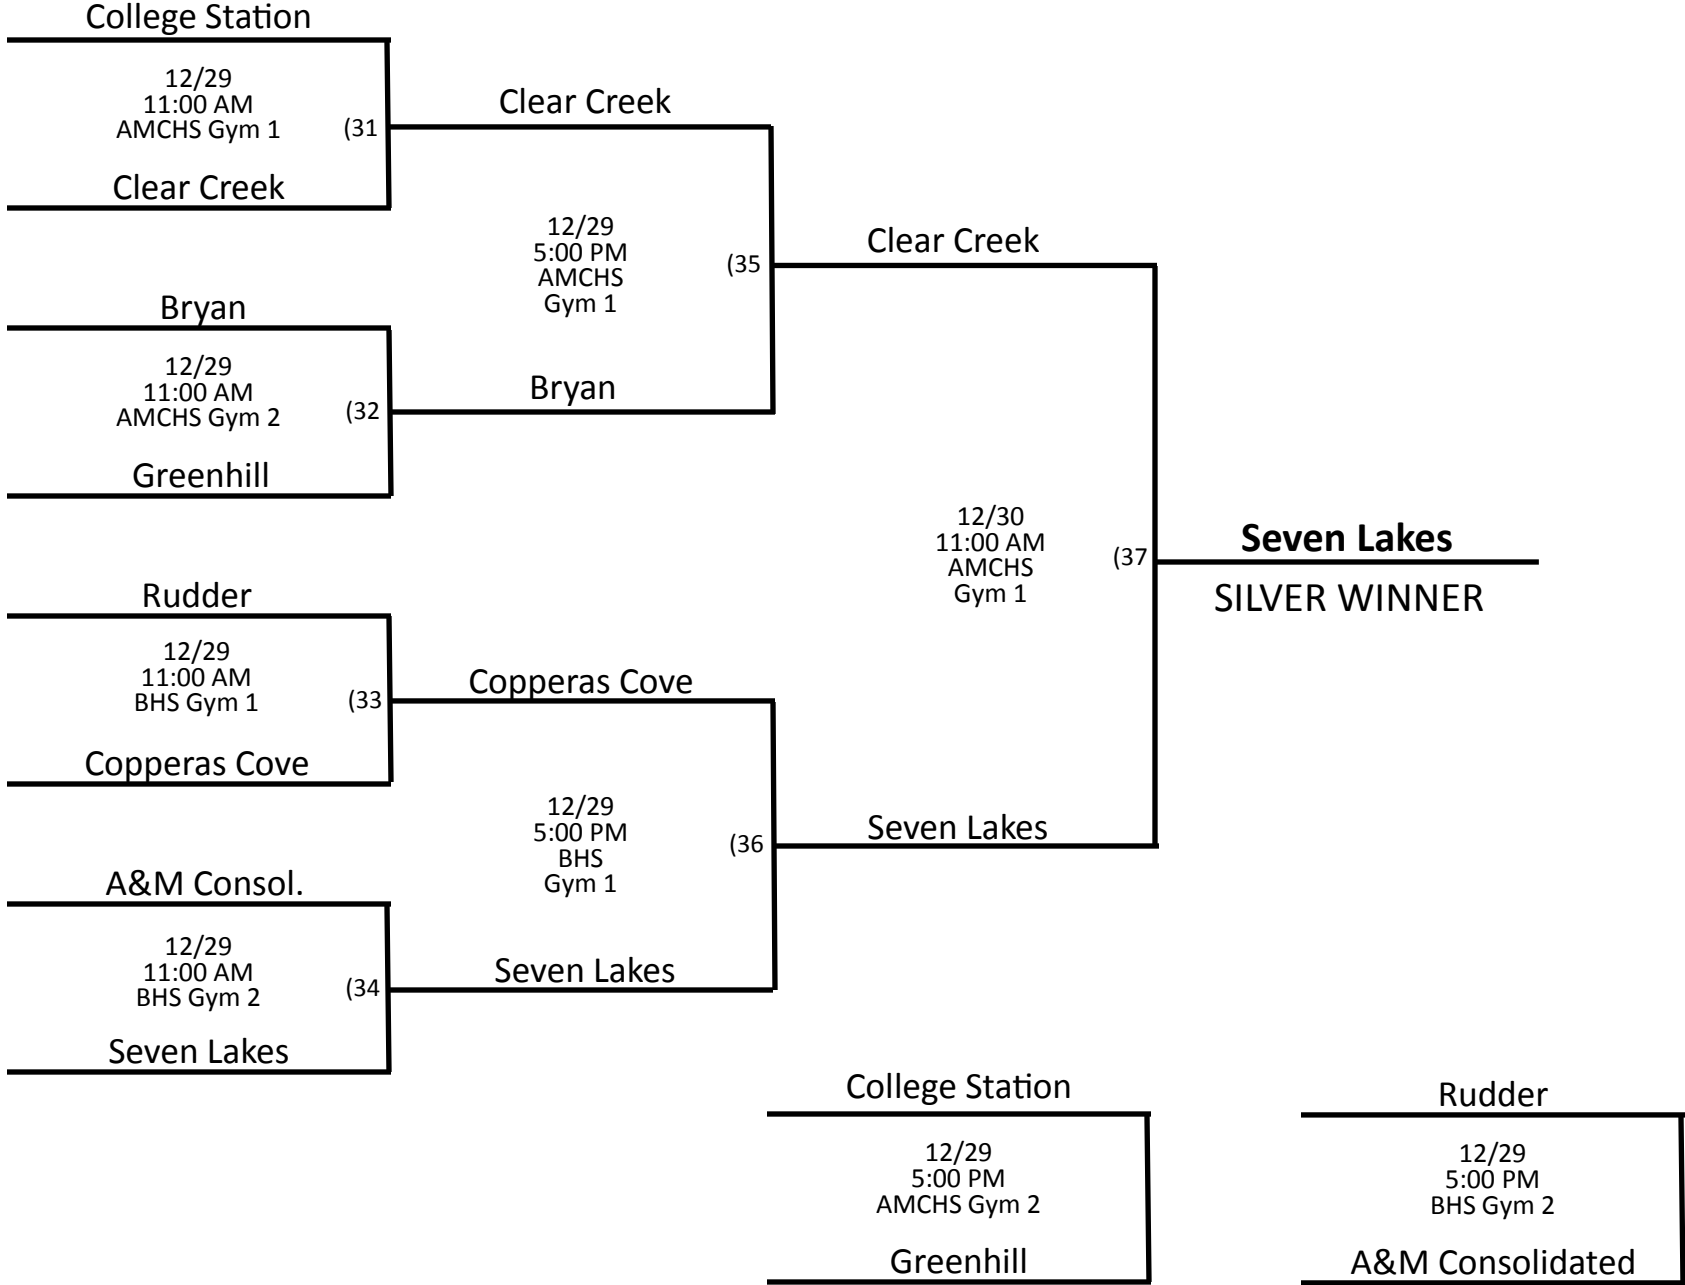 College Station
12/29
11:00 AM
AMCHS Gym 1
(31
Clear Creek
Clear Creek
12/29
5:00 PM
AMCHS
Gym 1
(35
Clear Creek
Bryan
12/29
11:00 AM
AMCHS Gym 2
(32
Bryan
Greenhill
12/30
11:00 AM
AMCHS
Gym 1
(37
Seven Lakes
SILVER WINNER
Rudder
12/29
11:00 AM
BHS Gym 1
(33
Copperas Cove
Copperas Cove
12/29
5:00 PM
BHS
Gym 1
(36
Seven Lakes
A&M Consol.
12/29
11:00 AM
BHS Gym 2
(34
Seven Lakes
Seven Lakes
College Station
12/29
5:00 PM
AMCHS Gym 2
Greenhill
Rudder
12/29
5:00 PM
BHS Gym 2
A&M Consolidated